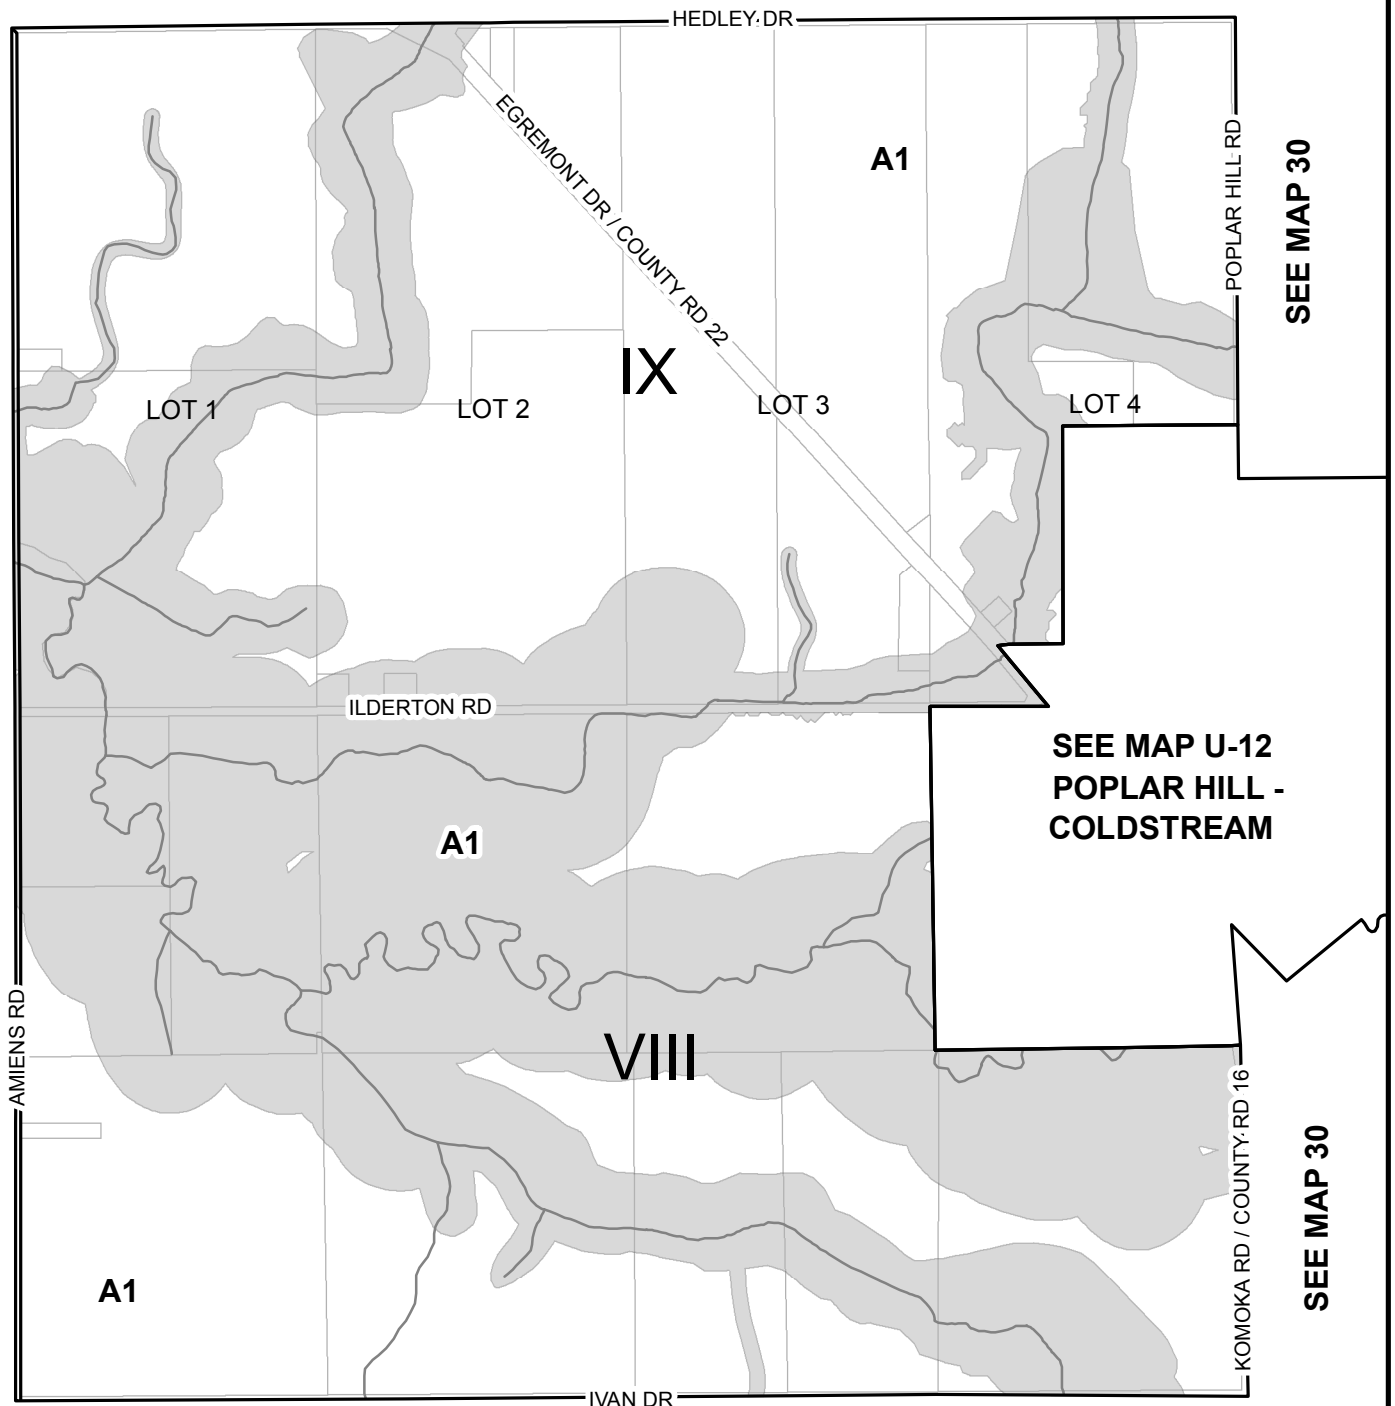 HEDLEY DR
EGREMONT DR / COUNTY RD 22
A1
POPLAR HILL RD
SEE MAP 30
IX
LOT 1
LOT 2
LOT 3
LOT 4
ILDERTON RD
SEE MAP U-12
POPLAR HILL -
COLDSTREAM
A1
AMIENS RD
VIII
KOMOKA RD / COUNTY RD 16
SEE MAP 30
A1
IVAN DR